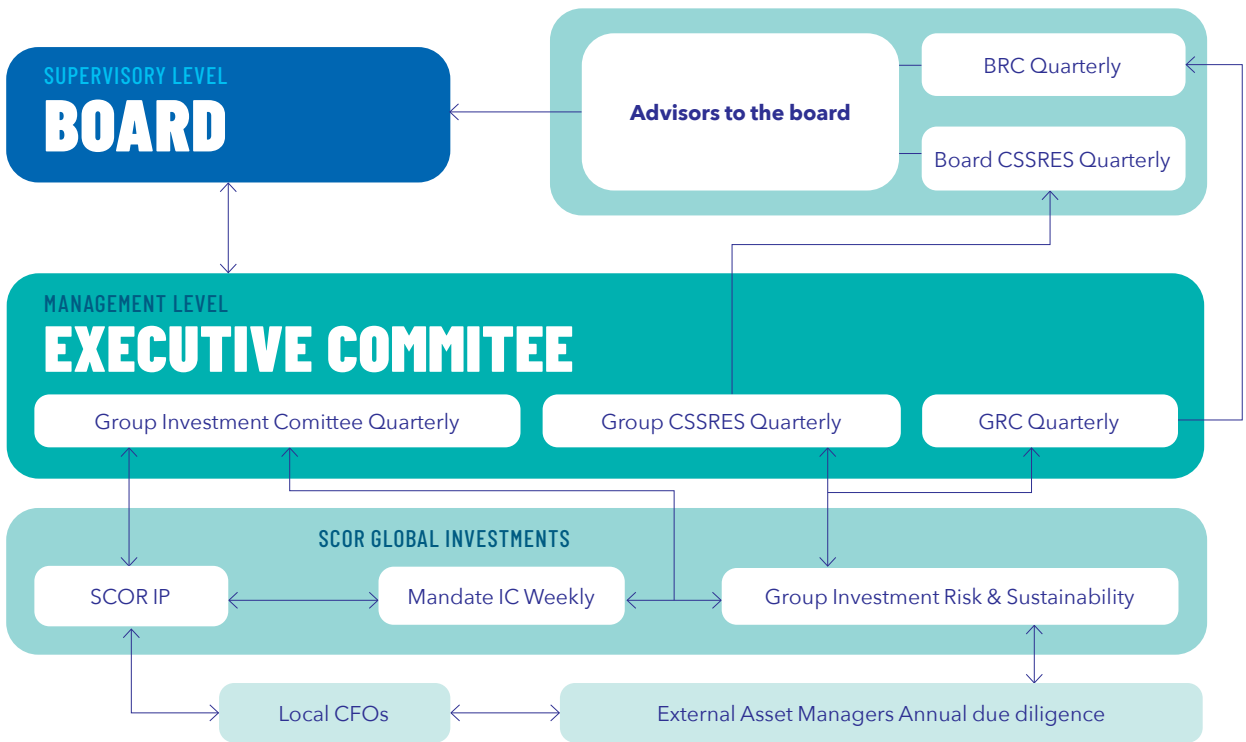 SUPERVISORY LEVEL
BOARD
Advisors to the board
BRC Quarterly
Board CSSRES Quarterly
MANAGEMENT LEVEL
EXECUTIVE COMMITEE
Group Investment Comittee Quarterly
Group CSSRES Quarterly
GRC Quarterly
SCOR GLOBAL INVESTMENTS
SCOR IP
Mandate IC Weekly
Group Investment Risk & Sustainability
Local CFOs
External Asset Managers Annual due diligence